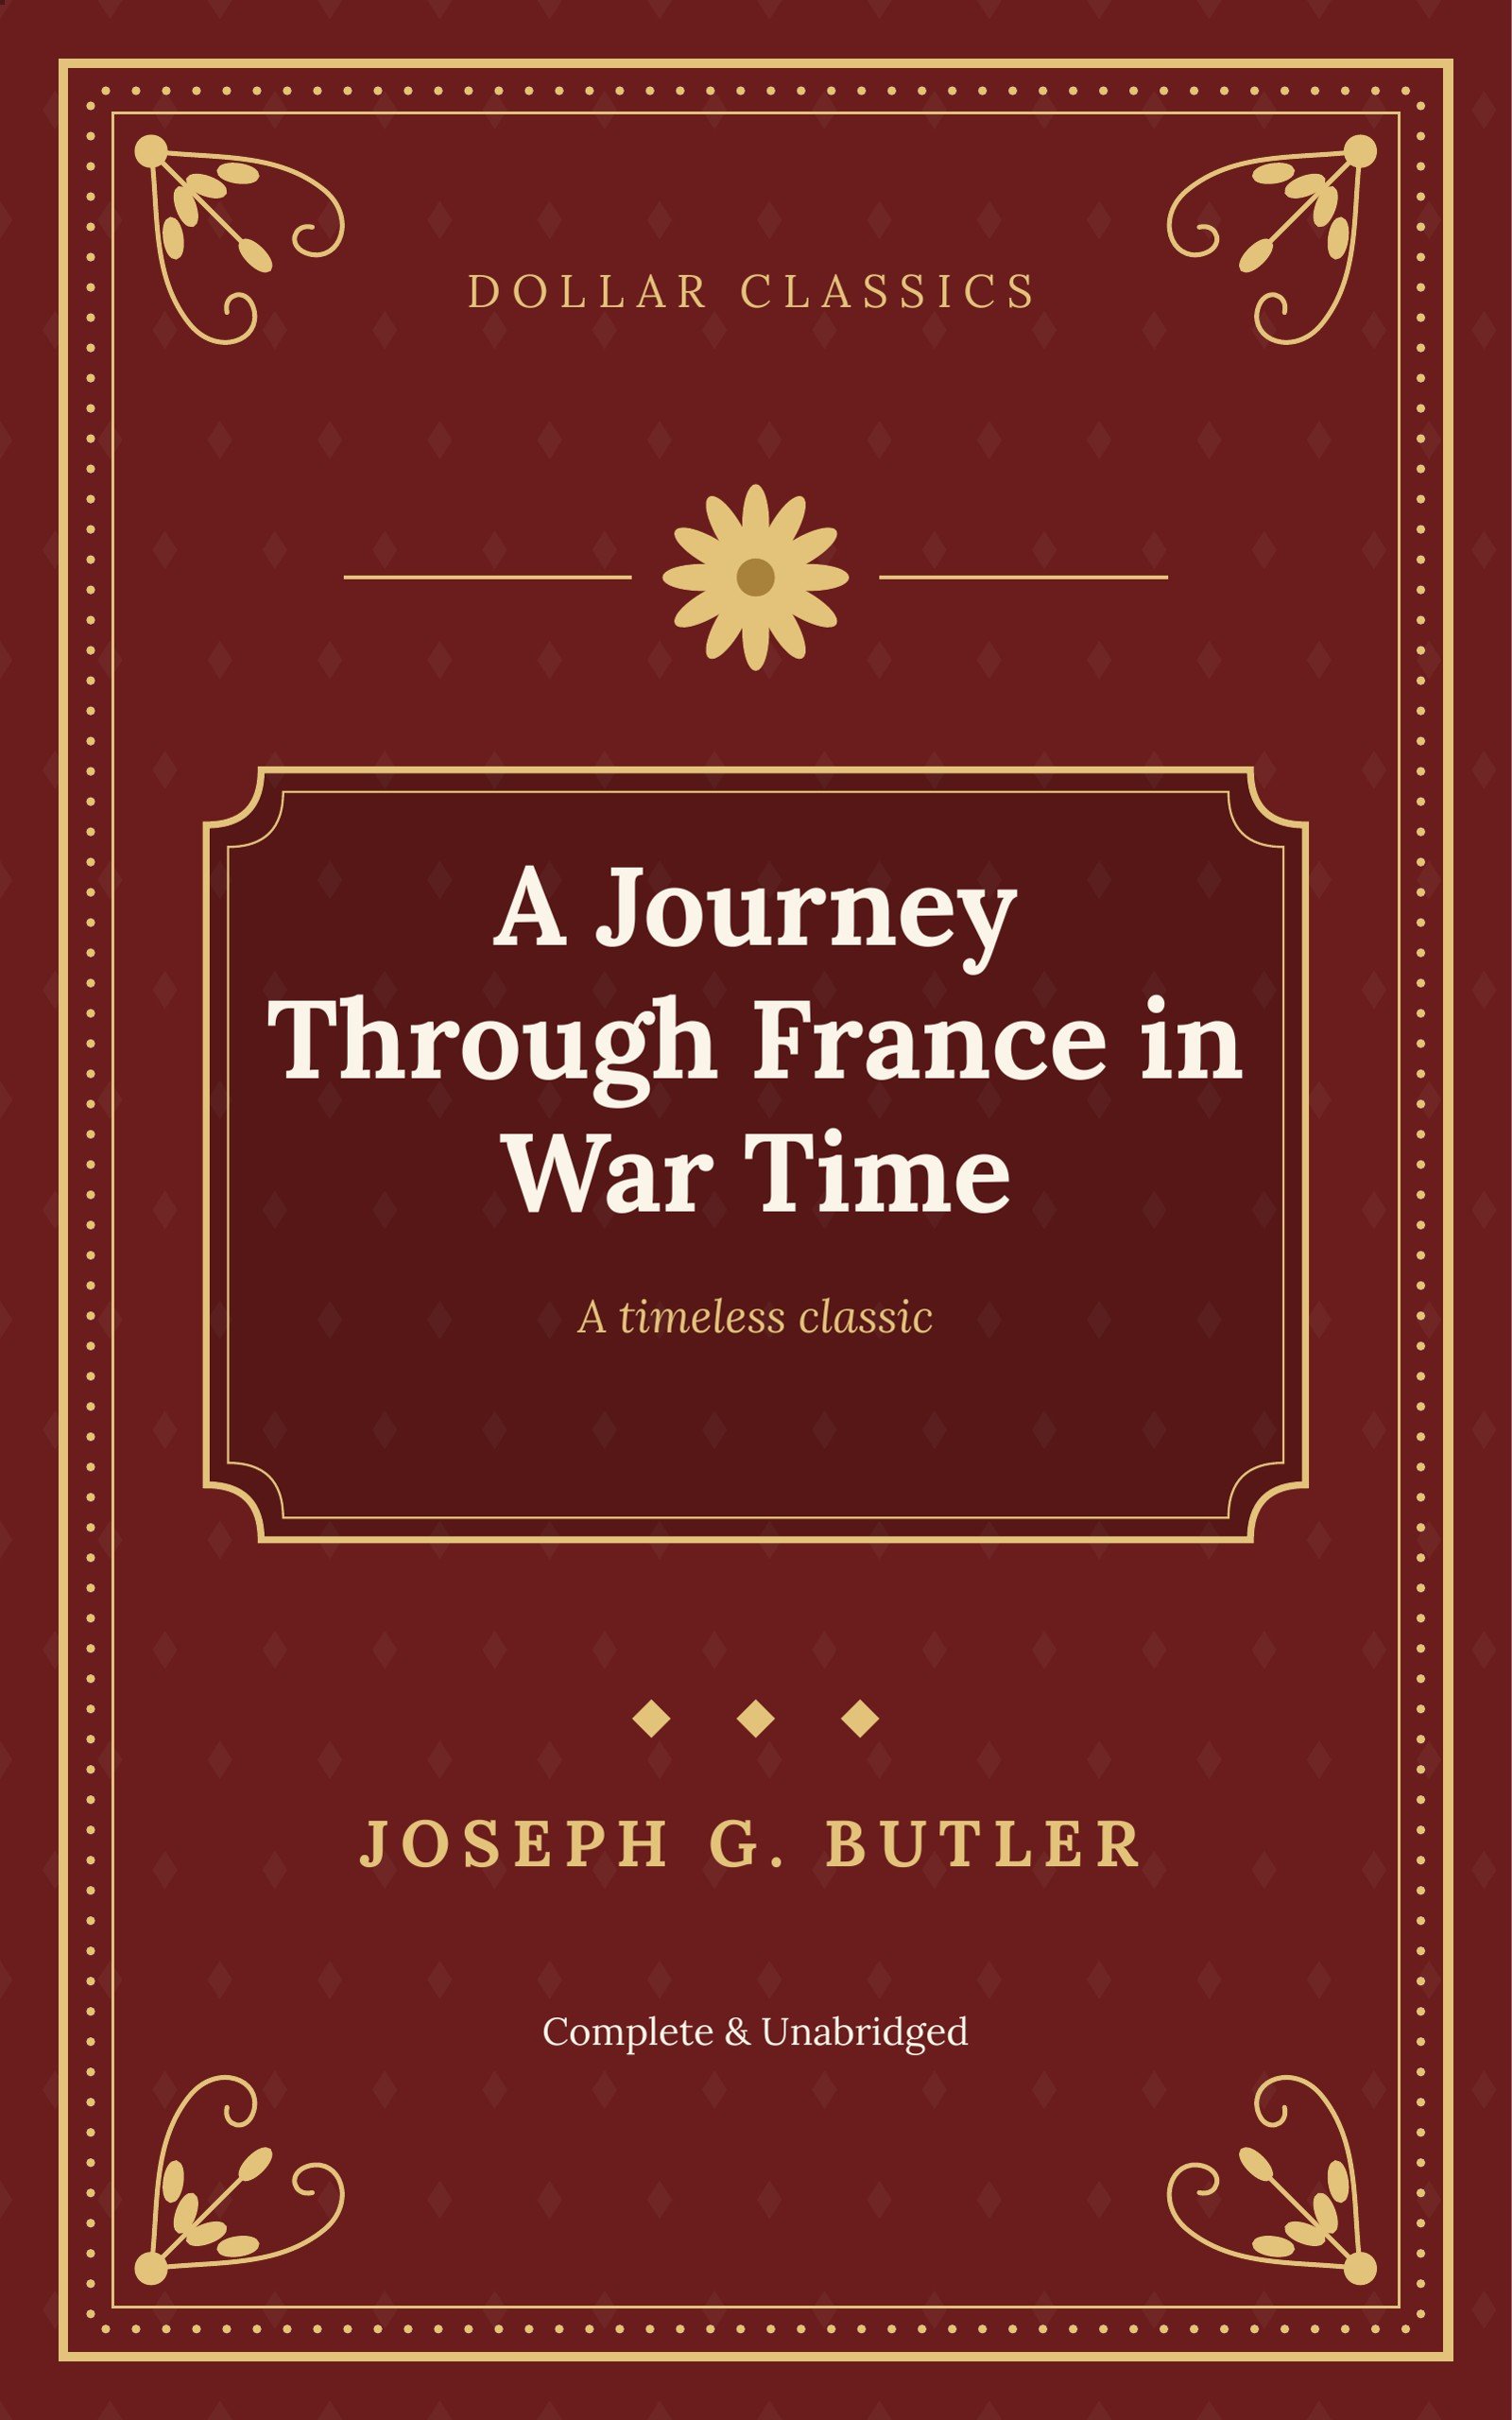 DOLLAR CLASSICS
A Journey
Through France in
War Time
A timeless classic
JOSEPH G. BUTLER
Complete & Unabridged